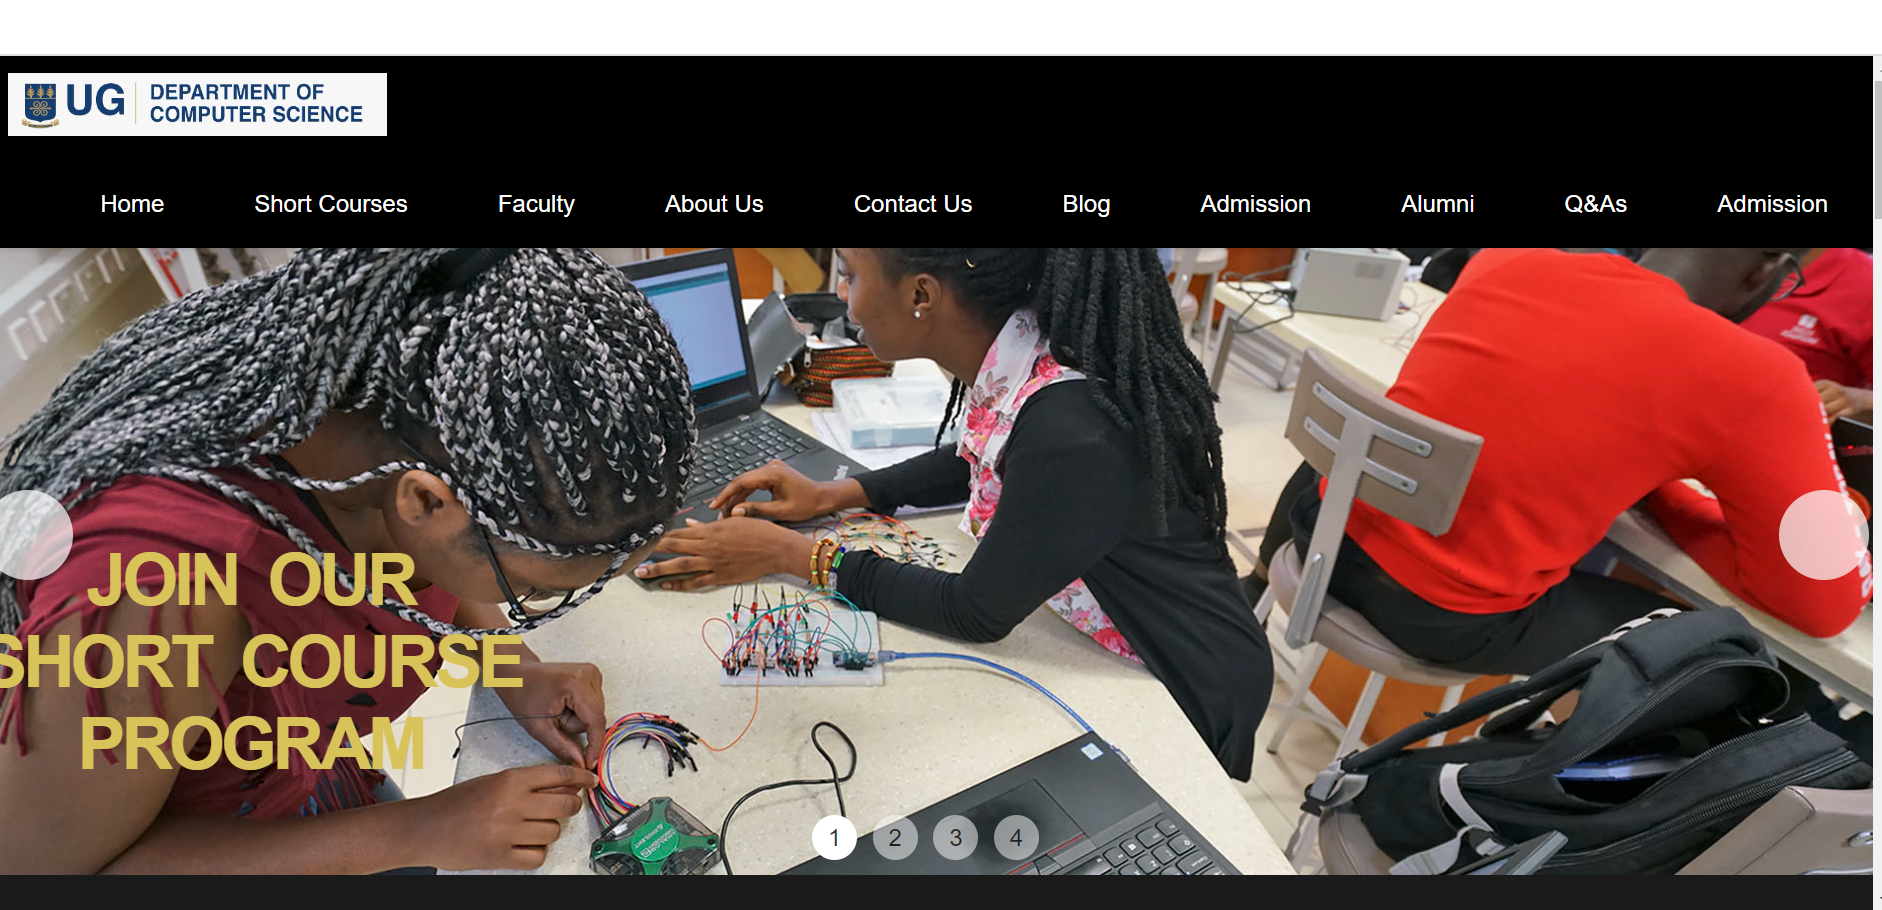 UG
DEPARTMENT OF
COMPUTER SCIENCE
Home Short Courses Faculty About Us Contact Us Blog Admission Alumni Q&As Admission
JOIN OUR
SHORT COURSE
PROGRAM
1 2 3 4